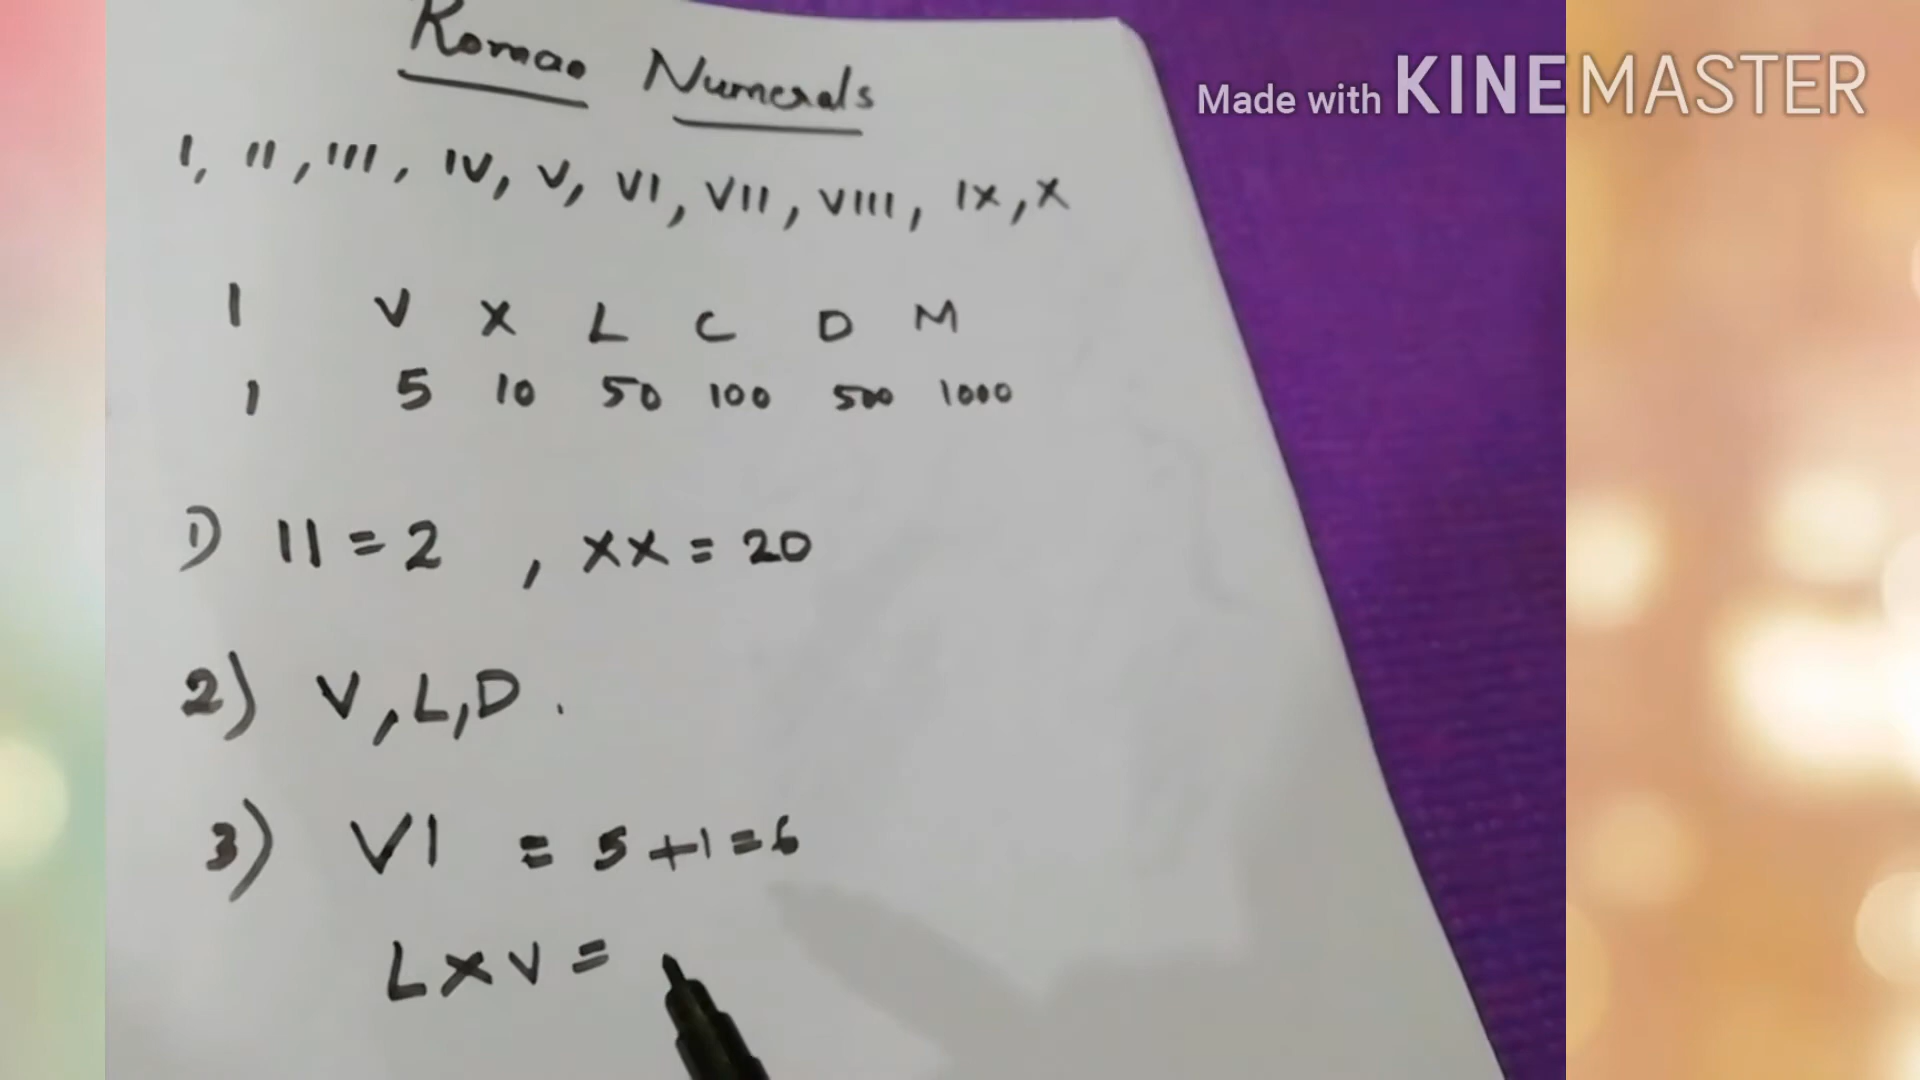 Roman Numerals
Made with KINEMASTER
I, II, III, IV, V, VI, VII, VIII, IX, X
I V X L C D M
1 5 10 50 100 500 1000
1) II = 2 , XX = 20
2) V, L, D .
3) VI = 5 + 1 = 6
LXV =